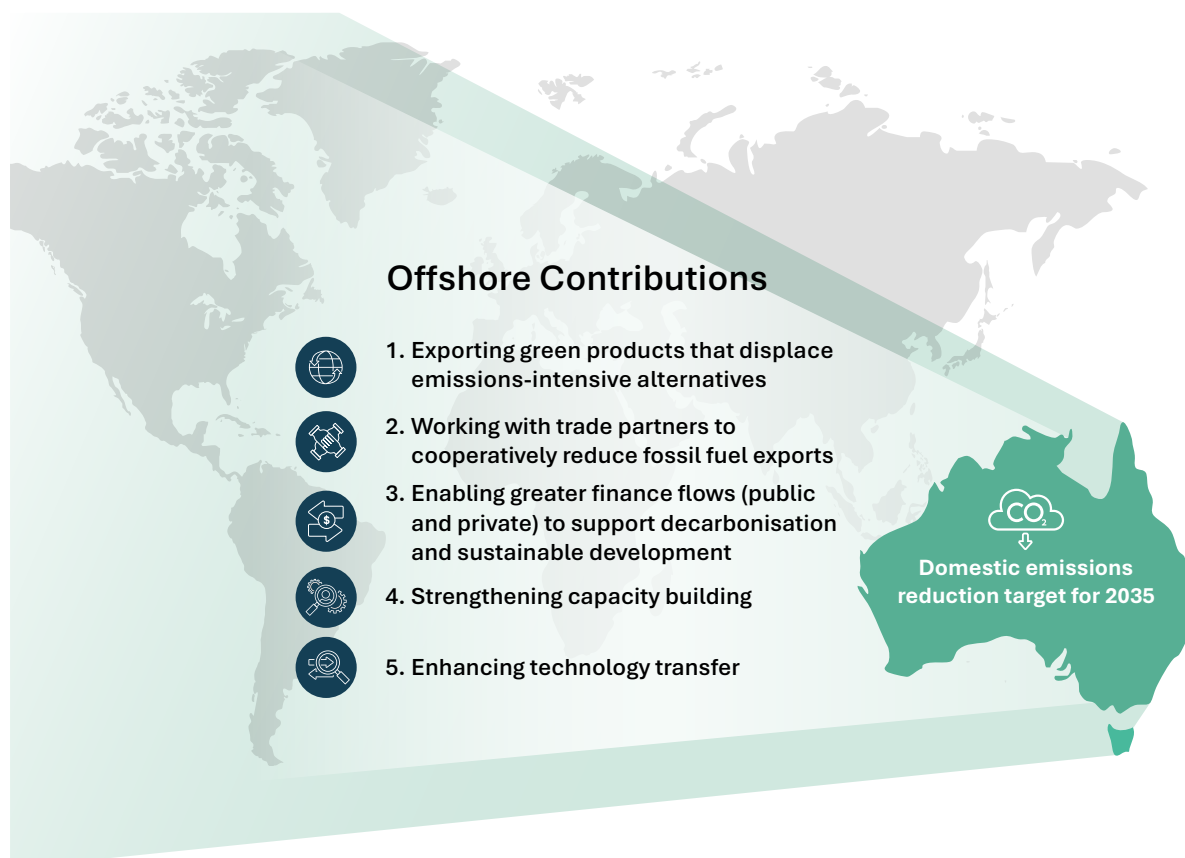 Offshore Contributions
1. Exporting green products that displace
emissions-intensive alternatives
2. Working with trade partners to
cooperatively reduce fossil fuel exports
3. Enabling greater finance flows (public
and private) to support decarbonisation
and sustainable development
4. Strengthening capacity building
5. Enhancing technology transfer
$
CO₂
Domestic emissions
reduction target for 2035